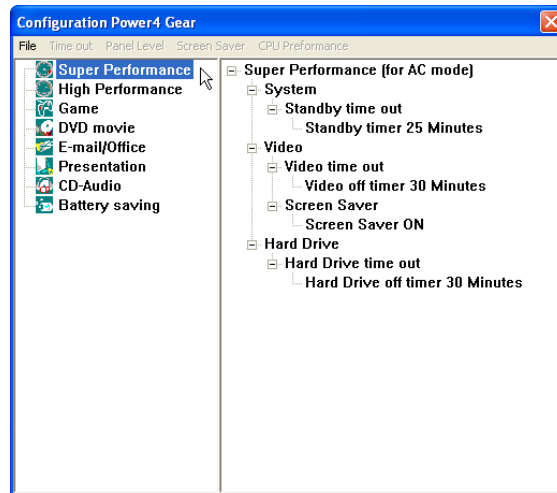 Configuration Power4 Gear
File Time out Panel Level Screen Saver CPU Preformance
Super Performance
High Performance
Game
DVD movie
E-mail/Office
Presentation
CD-Audio
Battery saving
Super Performance (for AC mode)
System
Standby time out
Standby timer 25 Minutes
Video
Video time out
Video off timer 30 Minutes
Screen Saver
Screen Saver ON
Hard Drive
Hard Drive time out
Hard Drive off timer 30 Minutes